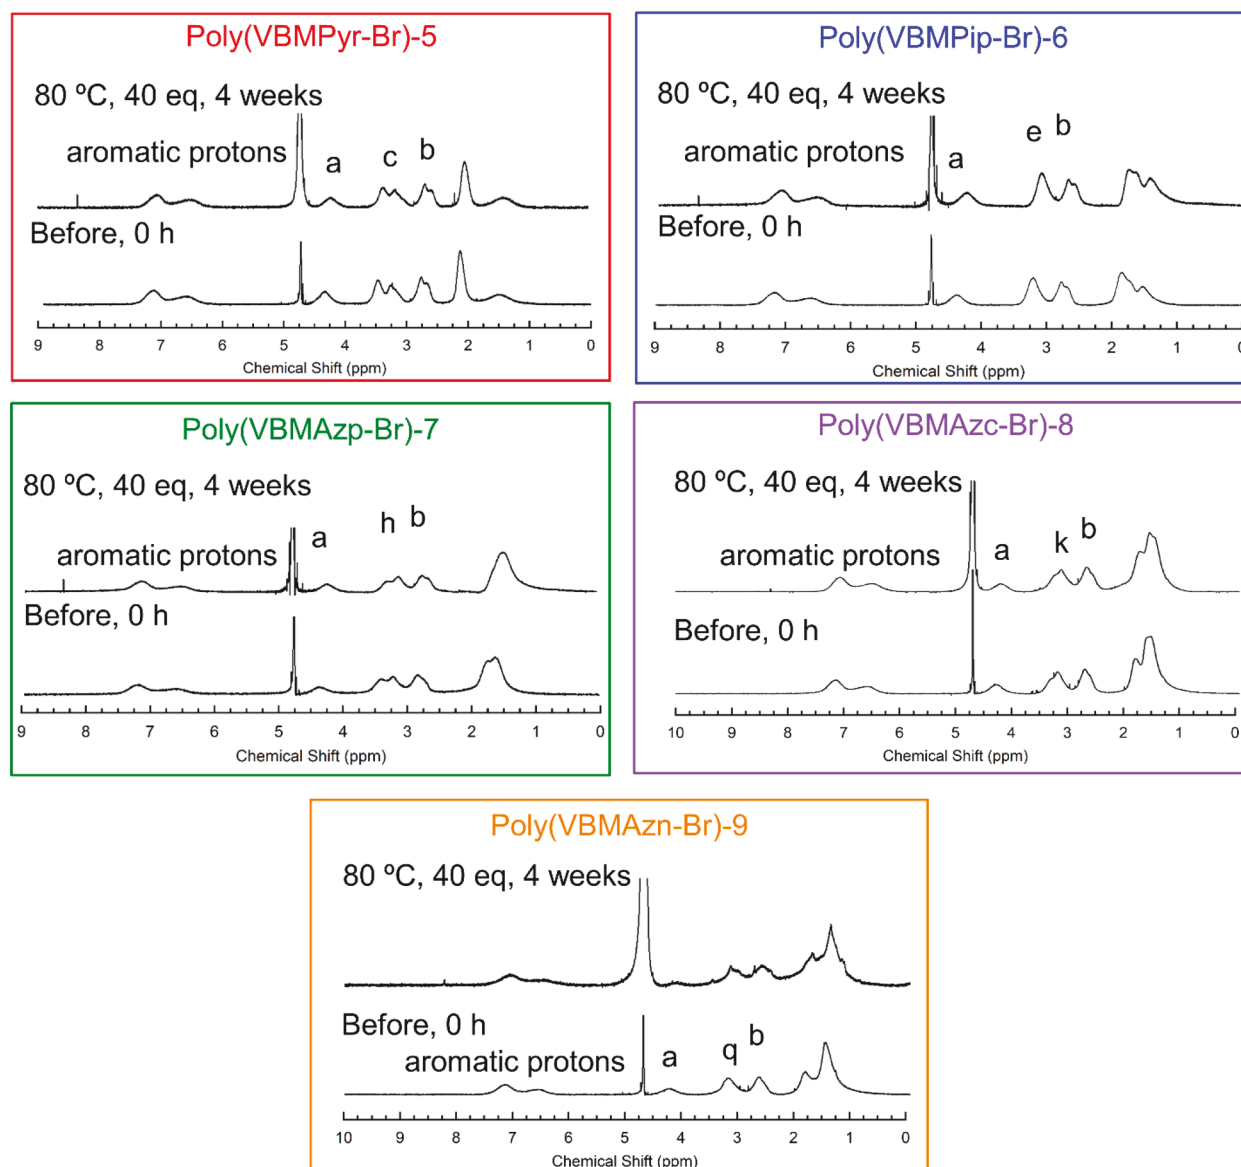 Poly(VBMPyr-Br)-5
80 ºC, 40 eq, 4 weeks
aromatic protons
a
c
b
Before, 0 h
9 8 7 6 5 4 3 2 1 0
Chemical Shift (ppm)
Poly(VBMPip-Br)-6
80 ºC, 40 eq, 4 weeks
aromatic protons
a
e
b
Before, 0 h
9 8 7 6 5 4 3 2 1 0
Chemical Shift (ppm)
Poly(VBMAzp-Br)-7
80 ºC, 40 eq, 4 weeks
aromatic protons
a
h
b
Before, 0 h
9 8 7 6 5 4 3 2 1 0
Chemical Shift (ppm)
Poly(VBMAzc-Br)-8
80 ºC, 40 eq, 4 weeks
aromatic protons
a
k
b
Before, 0 h
10 9 8 7 6 5 4 3 2 1 0
Chemical Shift (ppm)
Poly(VBMAzn-Br)-9
80 ºC, 40 eq, 4 weeks
Before, 0 h
aromatic protons
a
q
b
10 9 8 7 6 5 4 3 2 1 0
Chemical Shift (ppm)